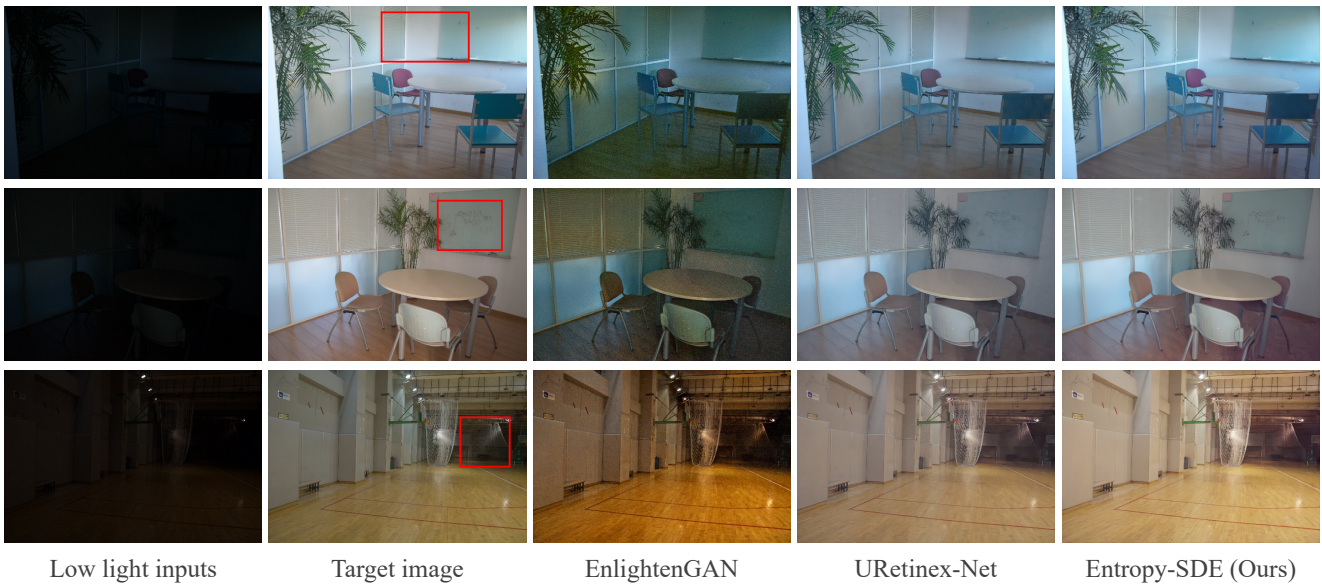 Low light inputs
Target image
EnlightenGAN
URetinex-Net
Entropy-SDE (Ours)